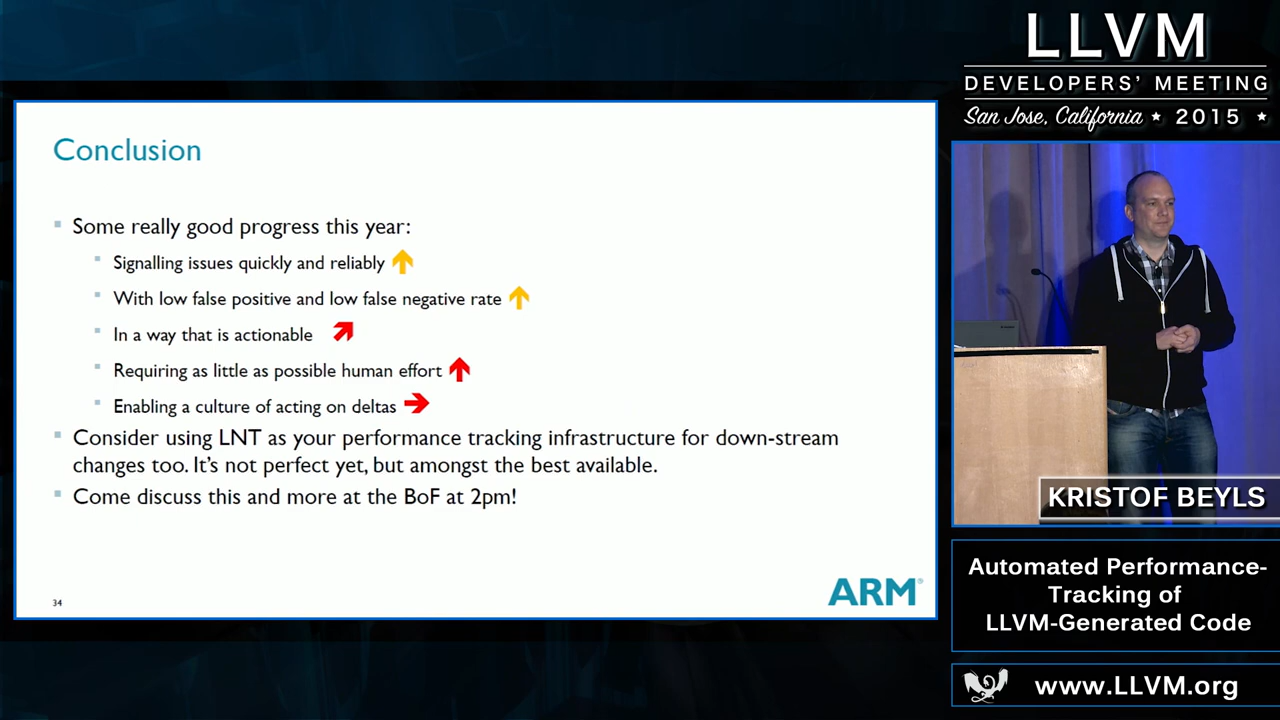 LLVM
DEVELOPERS' MEETING
San Jose, California ★ 2015 ★
Conclusion
Some really good progress this year:
Signalling issues quickly and reliably
With low false positive and low false negative rate
In a way that is actionable
Requiring as little as possible human effort
Enabling a culture of acting on deltas
Consider using LNT as your performance tracking infrastructure for down-stream
changes too. It's not perfect yet, but amongst the best available.
Come discuss this and more at the BoF at 2pm!
34
ARM®
KRISTOF BEYLS
Automated Performance-
Tracking of
LLVM-Generated Code
www.LLVM.org